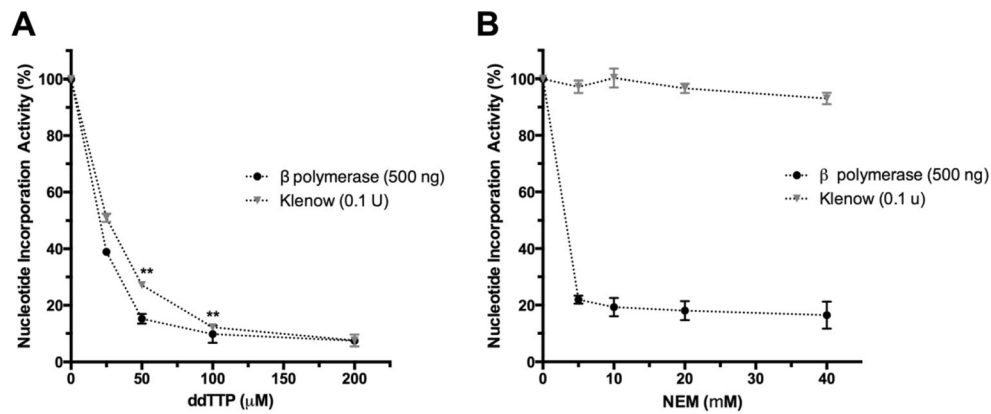 A
Nucleotide Incorporation Activity (%)
100
80
60
40
20
0
β polymerase (500 ng)
Klenow (0.1 U)
**
**
0
50
100
150
200
ddTTP (μM)
B
Nucleotide Incorporation Activity (%)
100
80
60
40
20
0
β polymerase (500 ng)
Klenow (0.1 u)
0
10
20
30
40
NEM (mM)